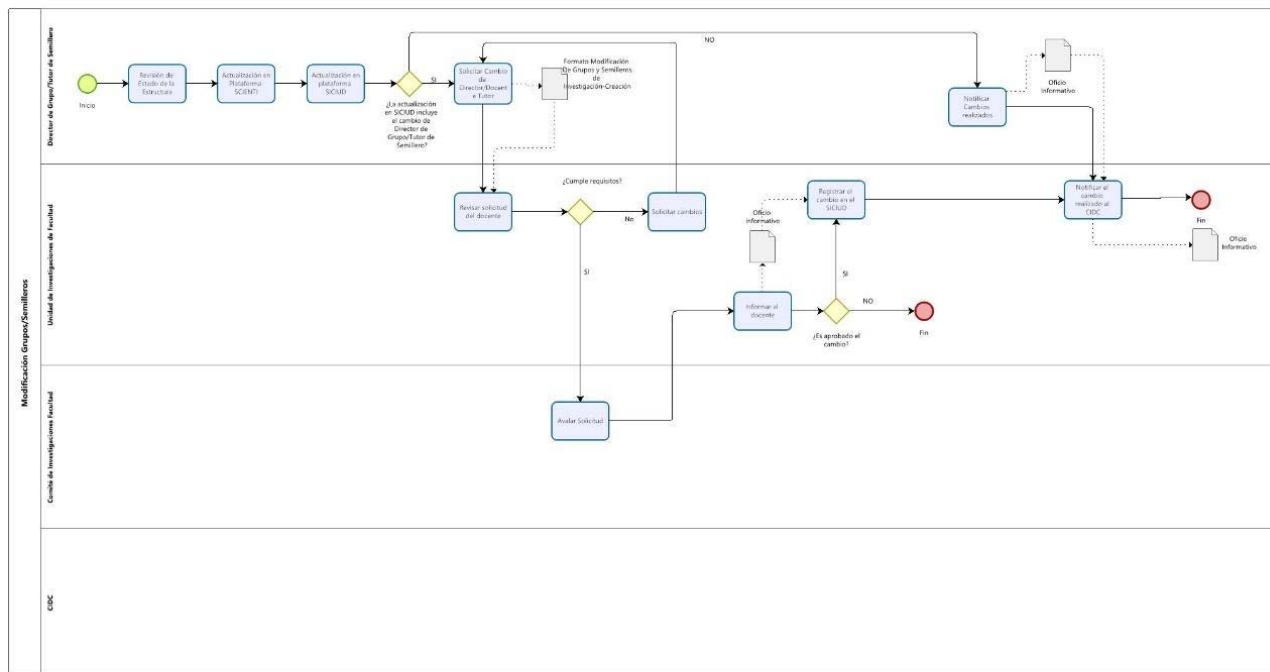 Modificación Grupos/Semilleros
Director de Grupo/Tutor de Semillero
Inicio
Revisión de
Estado de la
Estructura
Actualización en
Plataforma
SCIENTI
Actualización en
plataforma
SICIUD
¿La actualización
en SICIUD incluye
el cambio de
Director de
Grupo/Tutor de
Semillero?
SI
NO
Solicitar Cambio
de
Director/Docent
e Tutor
Formato Modificación
De Grupos y Semilleros
de
Investigación-Creación
Notificar
Cambios
realizados
Oficio
Informativo
Unidad de Investigaciones de Facultad
Revisar solicitud
del docente
¿Cumple requisitos?
No
SI
Solicitar cambios
Oficio
Informativo
Informar al
docente
Registrar el
cambio en el
SICIUD
SI
NO
¿Es aprobado el
cambio?
Fin
Notificar el
cambio
realizado al
CIDC
Fin
Oficio
Informativo
Comité de Investigaciones Facultad
Avalar Solicitud
CIDC